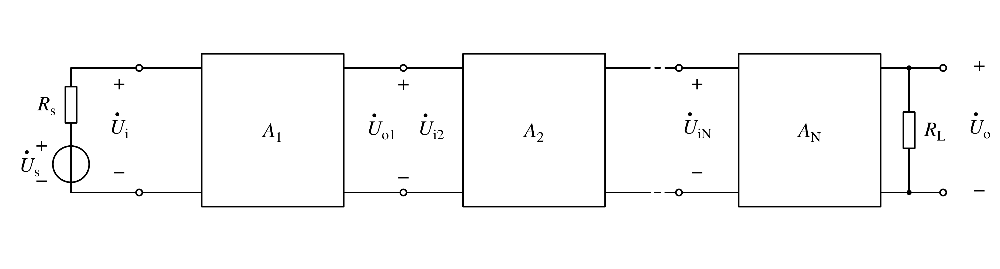 + + + +
R_s U̇_i A_1 U̇_o1 U̇_i2 A_2 U̇_iN A_N R_L U̇_o
+
U̇_s
− − − − −